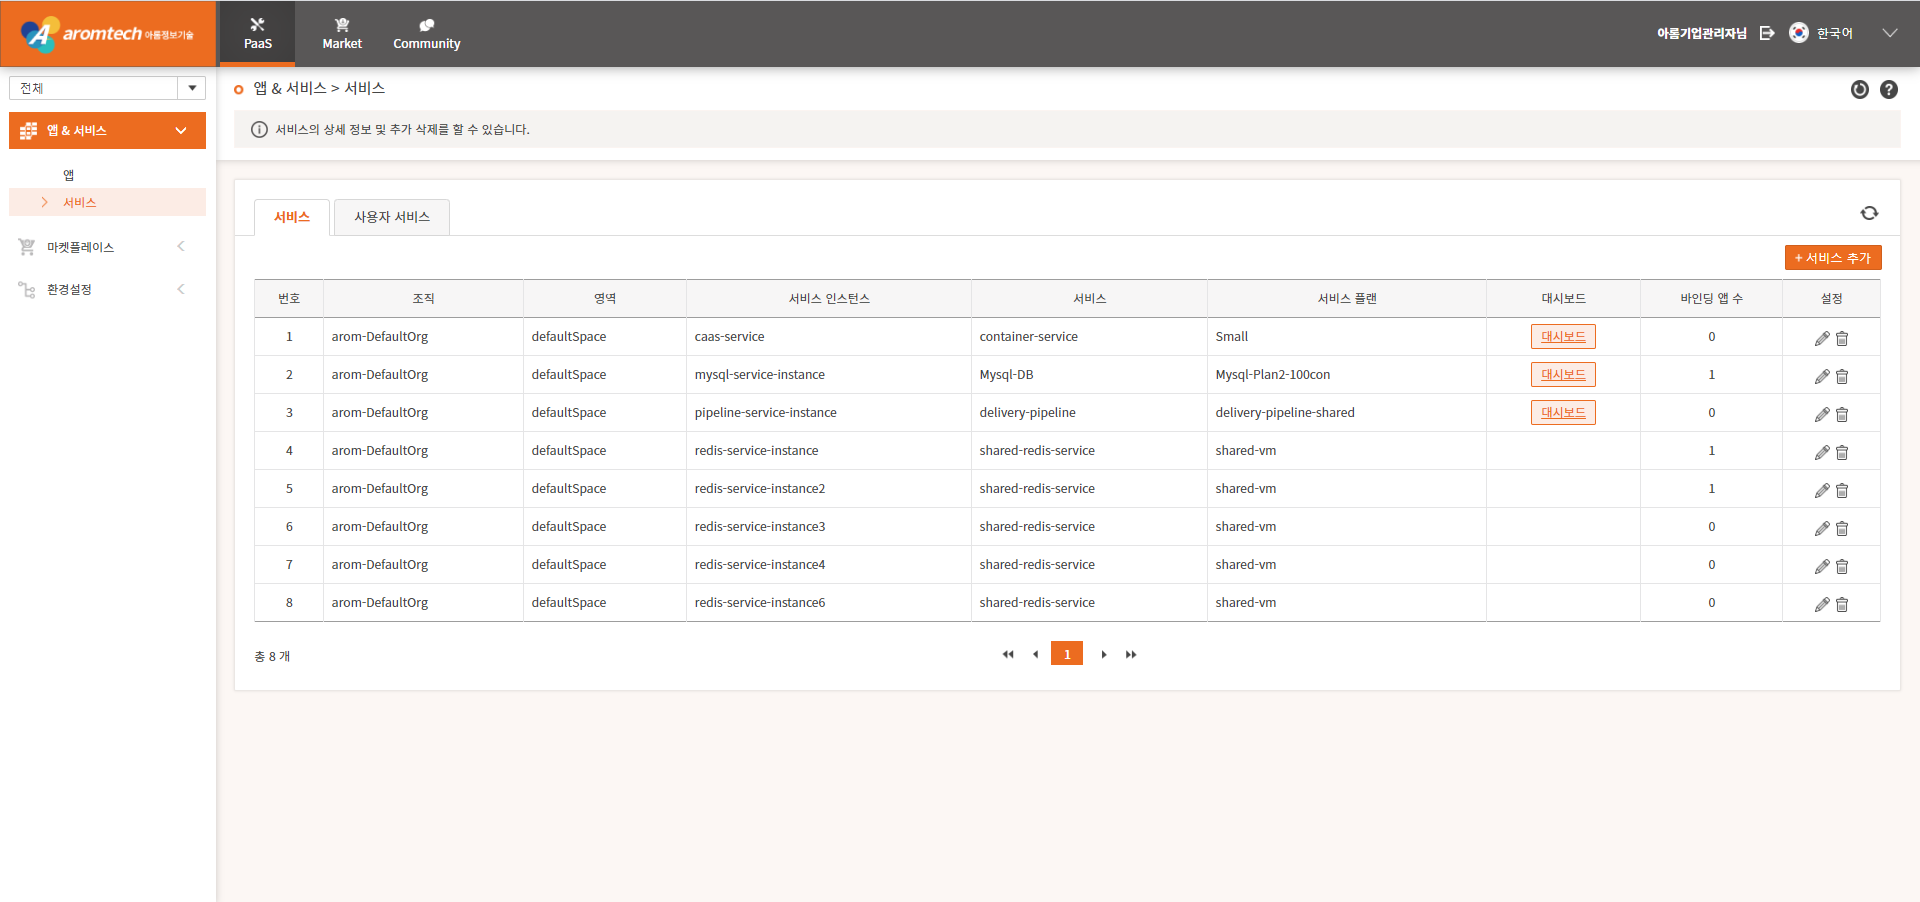 aromtech 아롬정보기술
PaaS
Market
Community
아롬기업관리자님
한국어
전체
앱 & 서비스
앱
서비스
마켓플레이스
환경설정
앱 & 서비스 > 서비스
서비스의 상세 정보 및 추가 삭제를 할 수 있습니다.
서비스 사용자 서비스
+ 서비스 추가
번호 조직 영역 서비스 인스턴스 서비스 서비스 플랜 대시보드 바인딩 앱 수 설정
1 arom-DefaultOrg defaultSpace caas-service container-service Small 대시보드 0
2 arom-DefaultOrg defaultSpace mysql-service-instance Mysql-DB Mysql-Plan2-100con 대시보드 1
3 arom-DefaultOrg defaultSpace pipeline-service-instance delivery-pipeline delivery-pipeline-shared 대시보드 0
4 arom-DefaultOrg defaultSpace redis-service-instance shared-redis-service shared-vm 1
5 arom-DefaultOrg defaultSpace redis-service-instance2 shared-redis-service shared-vm 1
6 arom-DefaultOrg defaultSpace redis-service-instance3 shared-redis-service shared-vm 0
7 arom-DefaultOrg defaultSpace redis-service-instance4 shared-redis-service shared-vm 0
8 arom-DefaultOrg defaultSpace redis-service-instance6 shared-redis-service shared-vm 0
총 8 개
1